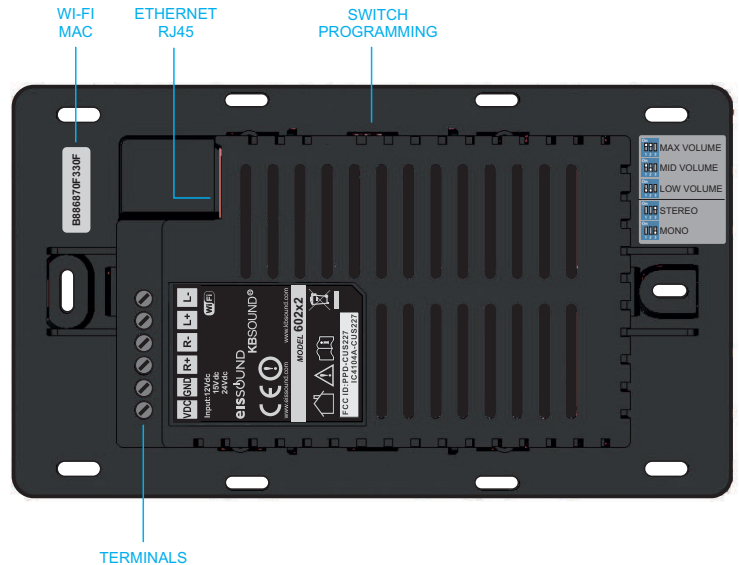 WI-FI
MAC
ETHERNET
RJ45
SWITCH
PROGRAMMING
B886870F330F
MAX VOLUME
MID VOLUME
LOW VOLUME
STEREO
MONO
L-
L+
R-
R+
GND
VDC
WiFi
Input:12Vdc
15Vdc
24Vdc
eissound KBSOUND®
CE
www.eissound.com www.kbsound.com
MODEL 602x2
FCC ID:PPD-CUS227
IC4104A-CUS227
TERMINALS